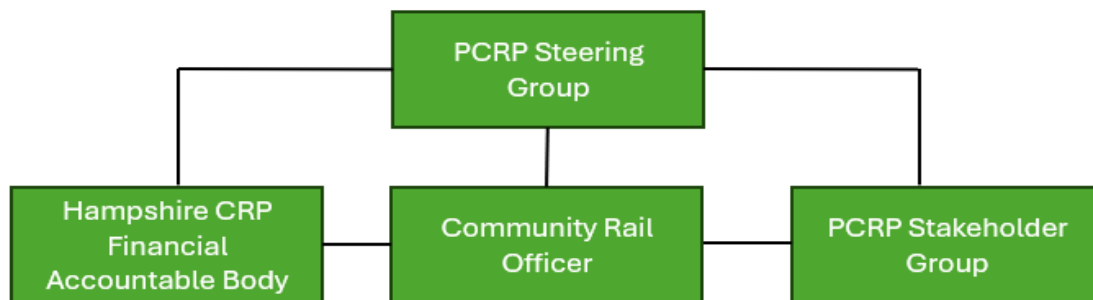 PCRP Steering
Group
Hampshire CRP
Financial
Accountable Body
Community Rail
Officer
PCRP Stakeholder
Group